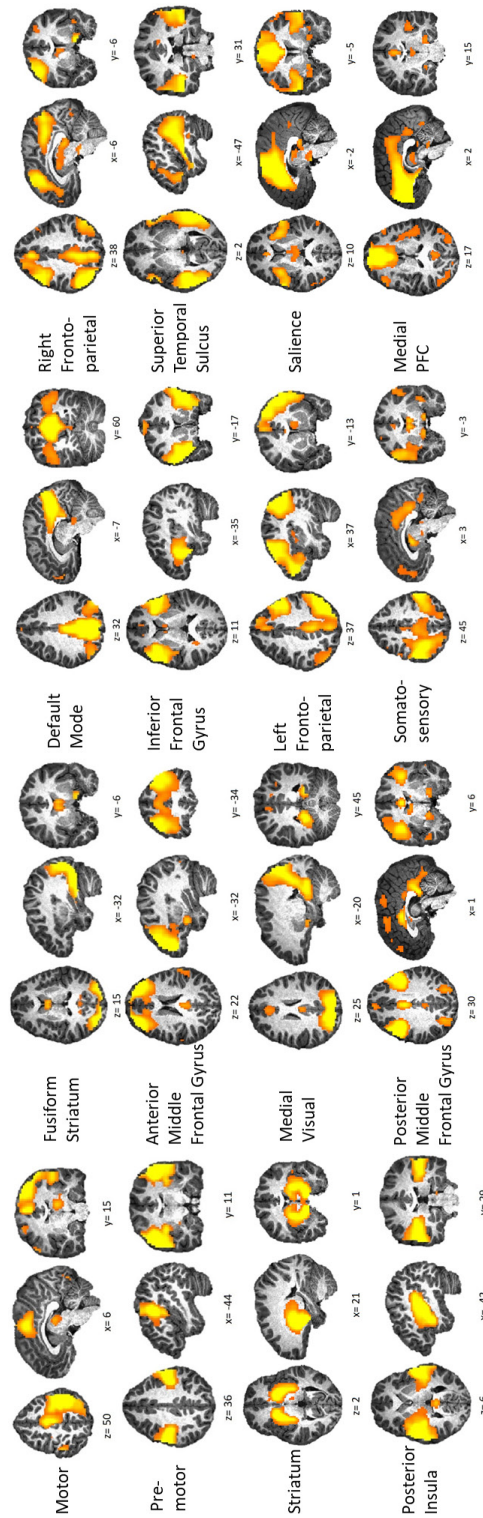 Motor
z= 50
x= 6
y= 15
Fusiform
Striatum
z= 15
x= -32
y= -6
Default
Mode
z= 32
x= -7
y= 60
Right
Fronto-
parietal
z= 38
x= -6
y= -6
Pre-
motor
z= 36
x= -44
y= 11
Anterior
Middle
Frontal Gyrus
z= 22
x= -32
y= -34
Inferior
Frontal
Gyrus
z= 11
x= -35
y= -17
Superior
Temporal
Sulcus
z= 2
x= -47
y= 31
Striatum
z= 2
x= 21
y= 1
Medial
Visual
z= 25
x= -20
y= 45
Left
Fronto-
parietal
z= 37
x= 37
y= -13
Salience
z= 10
x= -2
y= -5
Posterior
Insula
Posterior
Middle
Frontal Gyrus
z= 30
x= 1
y= 6
Somato-
sensory
z= 45
x= 3
y= -3
Medial
PFC
z= 17
x= 2
y= 15